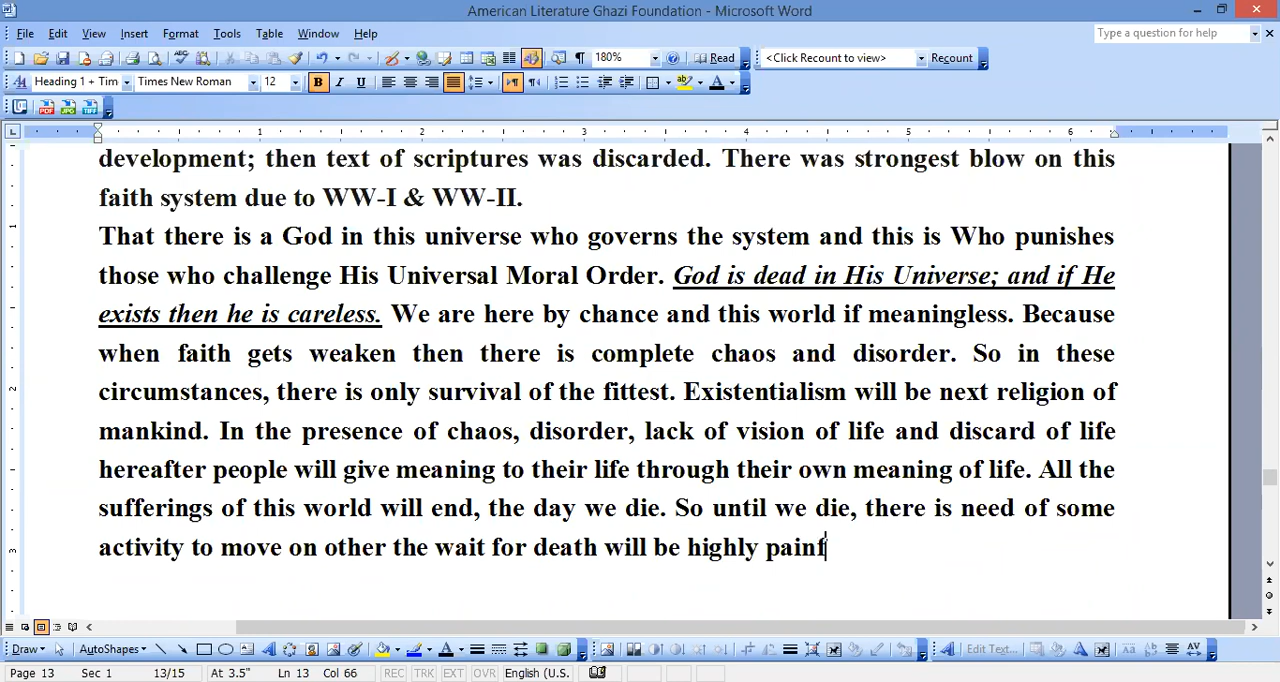 American Literature Ghazi Foundation - Microsoft Word
File Edit View Insert Format Tools Table Window Help
Type a question for help
180%
Read
<Click Recount to view>
Recount
Heading 1 + Tim
Times New Roman
12
1 2 3 4 5 6
development; then text of scriptures was discarded. There was strongest blow on this
faith system due to WW-I & WW-II.
That there is a God in this universe who governs the system and this is Who punishes
those who challenge His Universal Moral Order. God is dead in His Universe; and if He
exists then he is careless. We are here by chance and this world if meaningless. Because
when faith gets weaken then there is complete chaos and disorder. So in these
circumstances, there is only survival of the fittest. Existentialism will be next religion of
mankind. In the presence of chaos, disorder, lack of vision of life and discard of life
hereafter people will give meaning to their life through their own meaning of life. All the
sufferings of this world will end, the day we die. So until we die, there is need of some
activity to move on other the wait for death will be highly painf
Draw AutoShapes Edit Text...
Page 13 Sec 1 13/15 At 3.5" Ln 13 Col 66 REC TRK EXT OVR English (U.S.